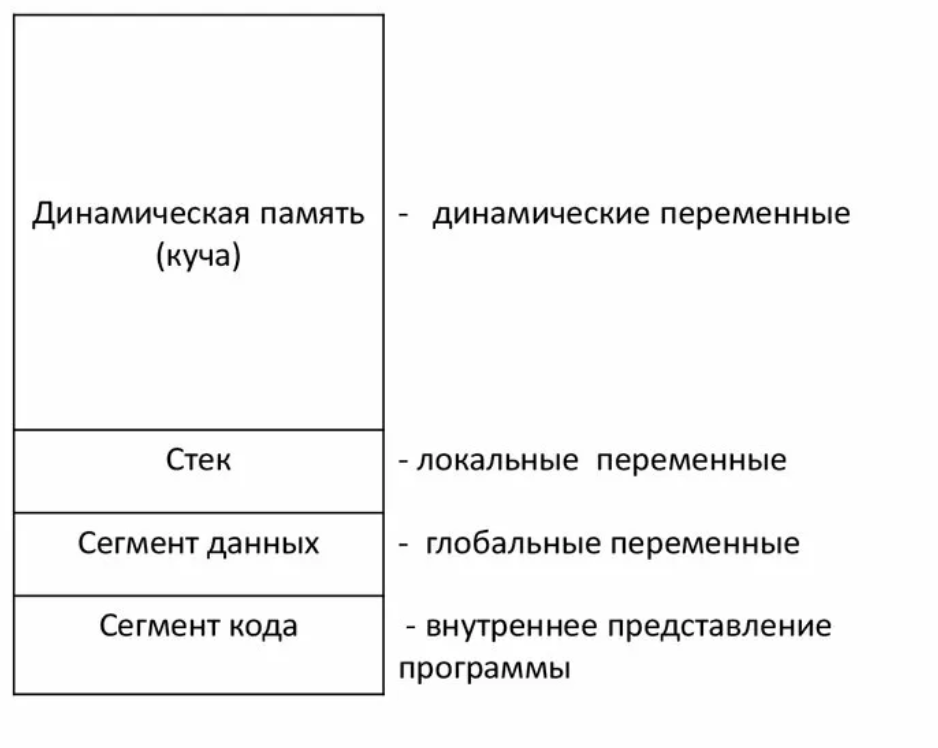 Динамическая память - динамические переменные
(куча)
Стек - локальные переменные
Сегмент данных - глобальные переменные
Сегмент кода - внутреннее представление
программы